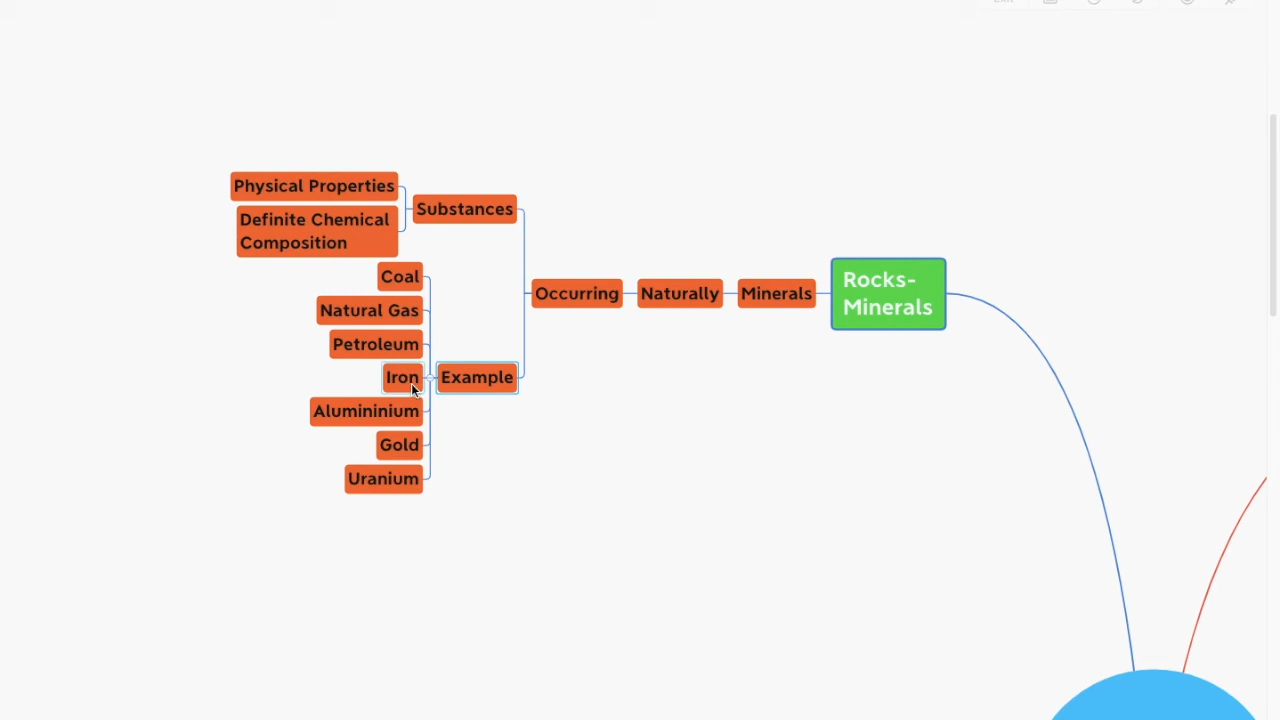 Physical Properties
Definite Chemical
Composition
Substances
Coal
Natural Gas
Petroleum
Iron
Alumininium
Gold
Uranium
Example
Occurring
Naturally
Minerals
Rocks-
Minerals